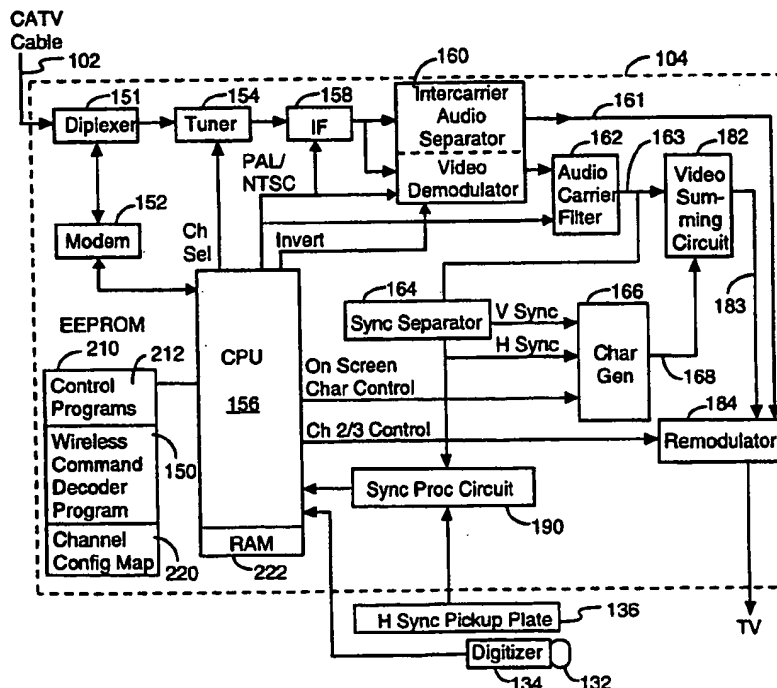 CATV
Cable
102
104
151
Diplexer
154
Tuner
158
IF
160
Intercarrier
Audio
Separator
Video
Demodulator
161
162
Audio
Carrier
Filter
163
182
Video
Sum-
ming
Circuit
183
PAL/
NTSC
Invert
152
Modem
Ch
Sel
164
Sync Separator
V Sync
H Sync
166
Char
Gen
168
EEPROM
210
212
Control
Programs
Wireless
Command
Decoder
Program
150
Channel
Config Map
220
CPU
156
RAM
222
On Screen
Char Control
Ch 2/3 Control
184
Remodulator
Sync Proc Circuit
190
H Sync Pickup Plate
136
Digitizer
134
132
TV